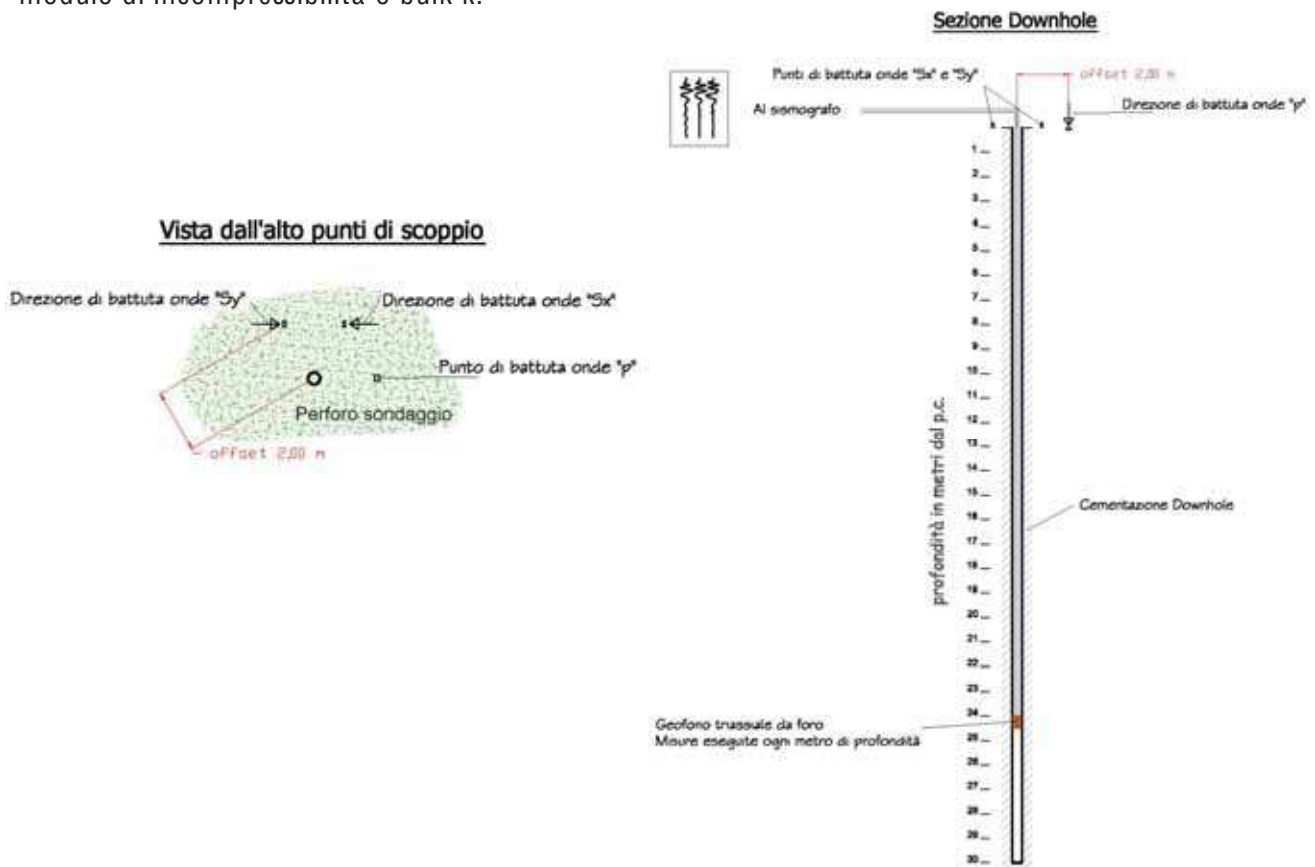 modulo di incompressibilità o bulk k.
Sezione Downhole
Punti di battuta onde "Sx" e "Sy"
offset 2,00 m
Al sismografo
Direzione di battuta onde "p"
Vista dall'alto punti di scoppio
Direzione di battuta onde "Sy"
Direzione di battuta onde "Sx"
Punto di battuta onde "p"
Perforo sondaggio
offset 2,00 m
1
2
3
4
5
6
7
8
9
10
11
12
13
14
15
16
17
18
19
20
21
22
23
24
25
26
27
28
29
30
profondità in metri dal p.c.
Cementazione Downhole
Geofono triassiale da foro
Misure eseguite ogni metro di profondità